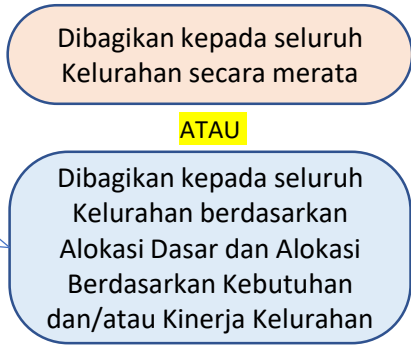 Dibagikan kepada seluruh
Kelurahan secara merata
ATAU
Dibagikan kepada seluruh
Kelurahan berdasarkan
Alokasi Dasar dan Alokasi
Berdasarkan Kebutuhan
dan/atau Kinerja Kelurahan